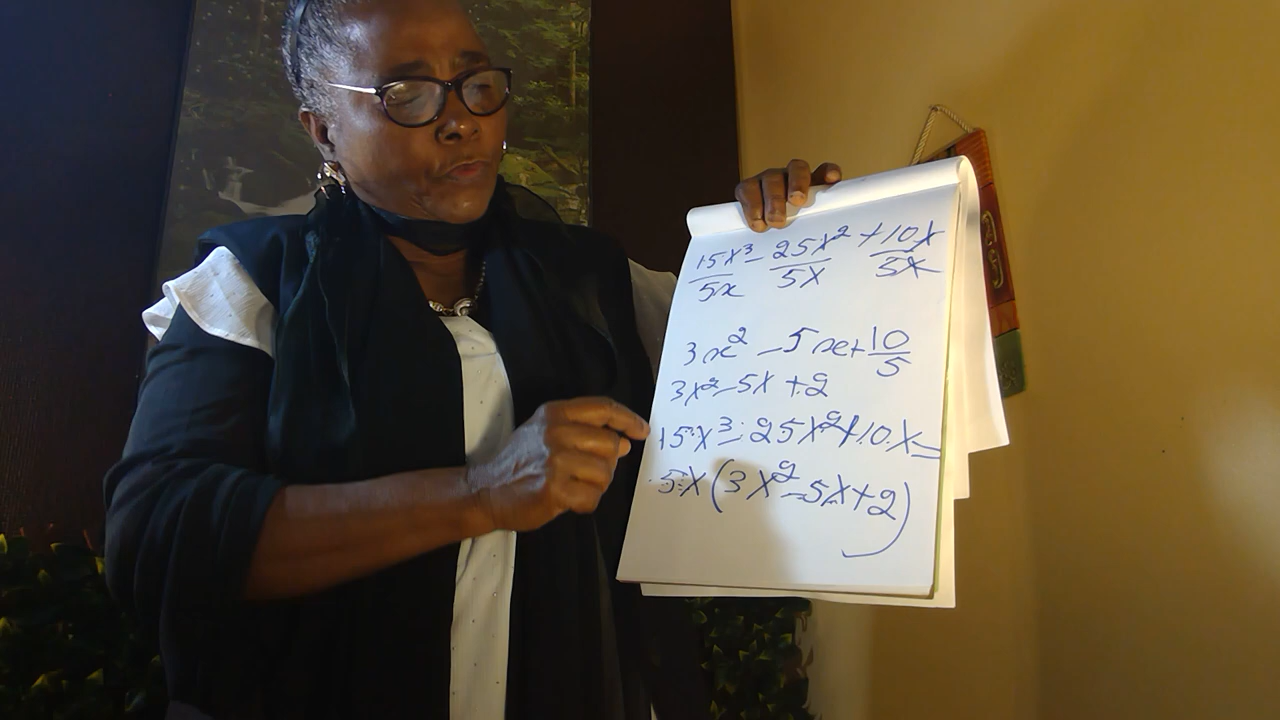 15x³/5x - 25x²/5x + 10x/5x
3x² - 5x + 10/5
3x² - 5x + 2
15x³ - 25x² + 10x =
5x(3x² - 5x + 2)